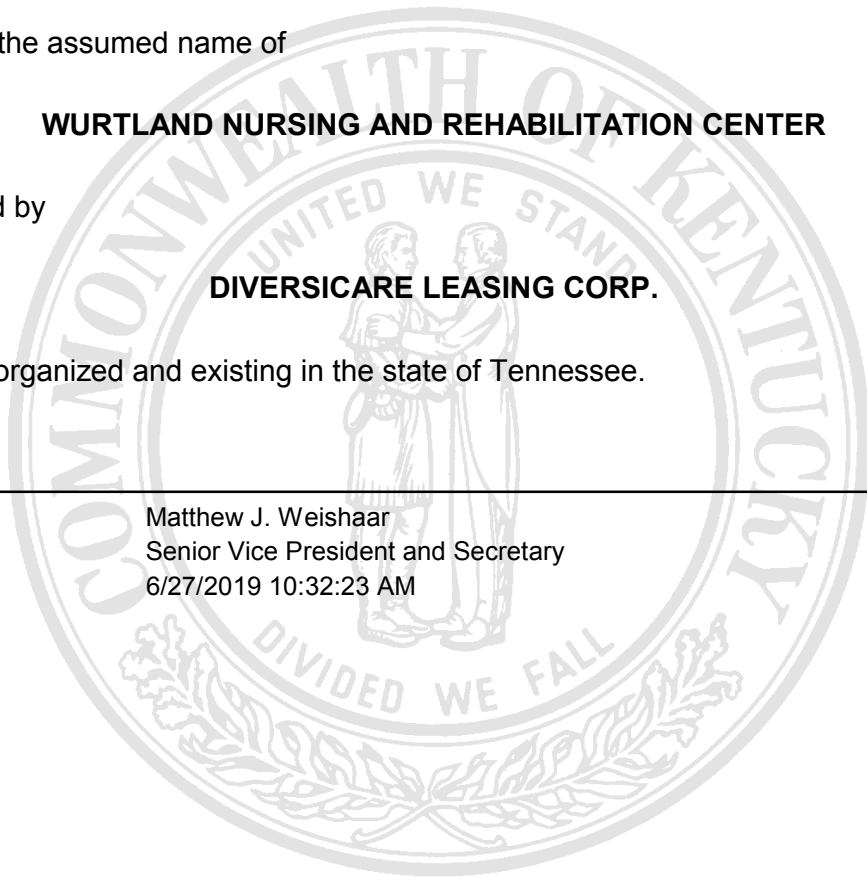 the assumed name of
WURTLAND NURSING AND REHABILITATION CENTER
d by
DIVERSICARE LEASING CORP.
organized and existing in the state of Tennessee.
Matthew J. Weishaar
Senior Vice President and Secretary
6/27/2019 10:32:23 AM
COMMONWEALTH OF KENTUCKY
UNITED WE STAND
DIVIDED WE FALL